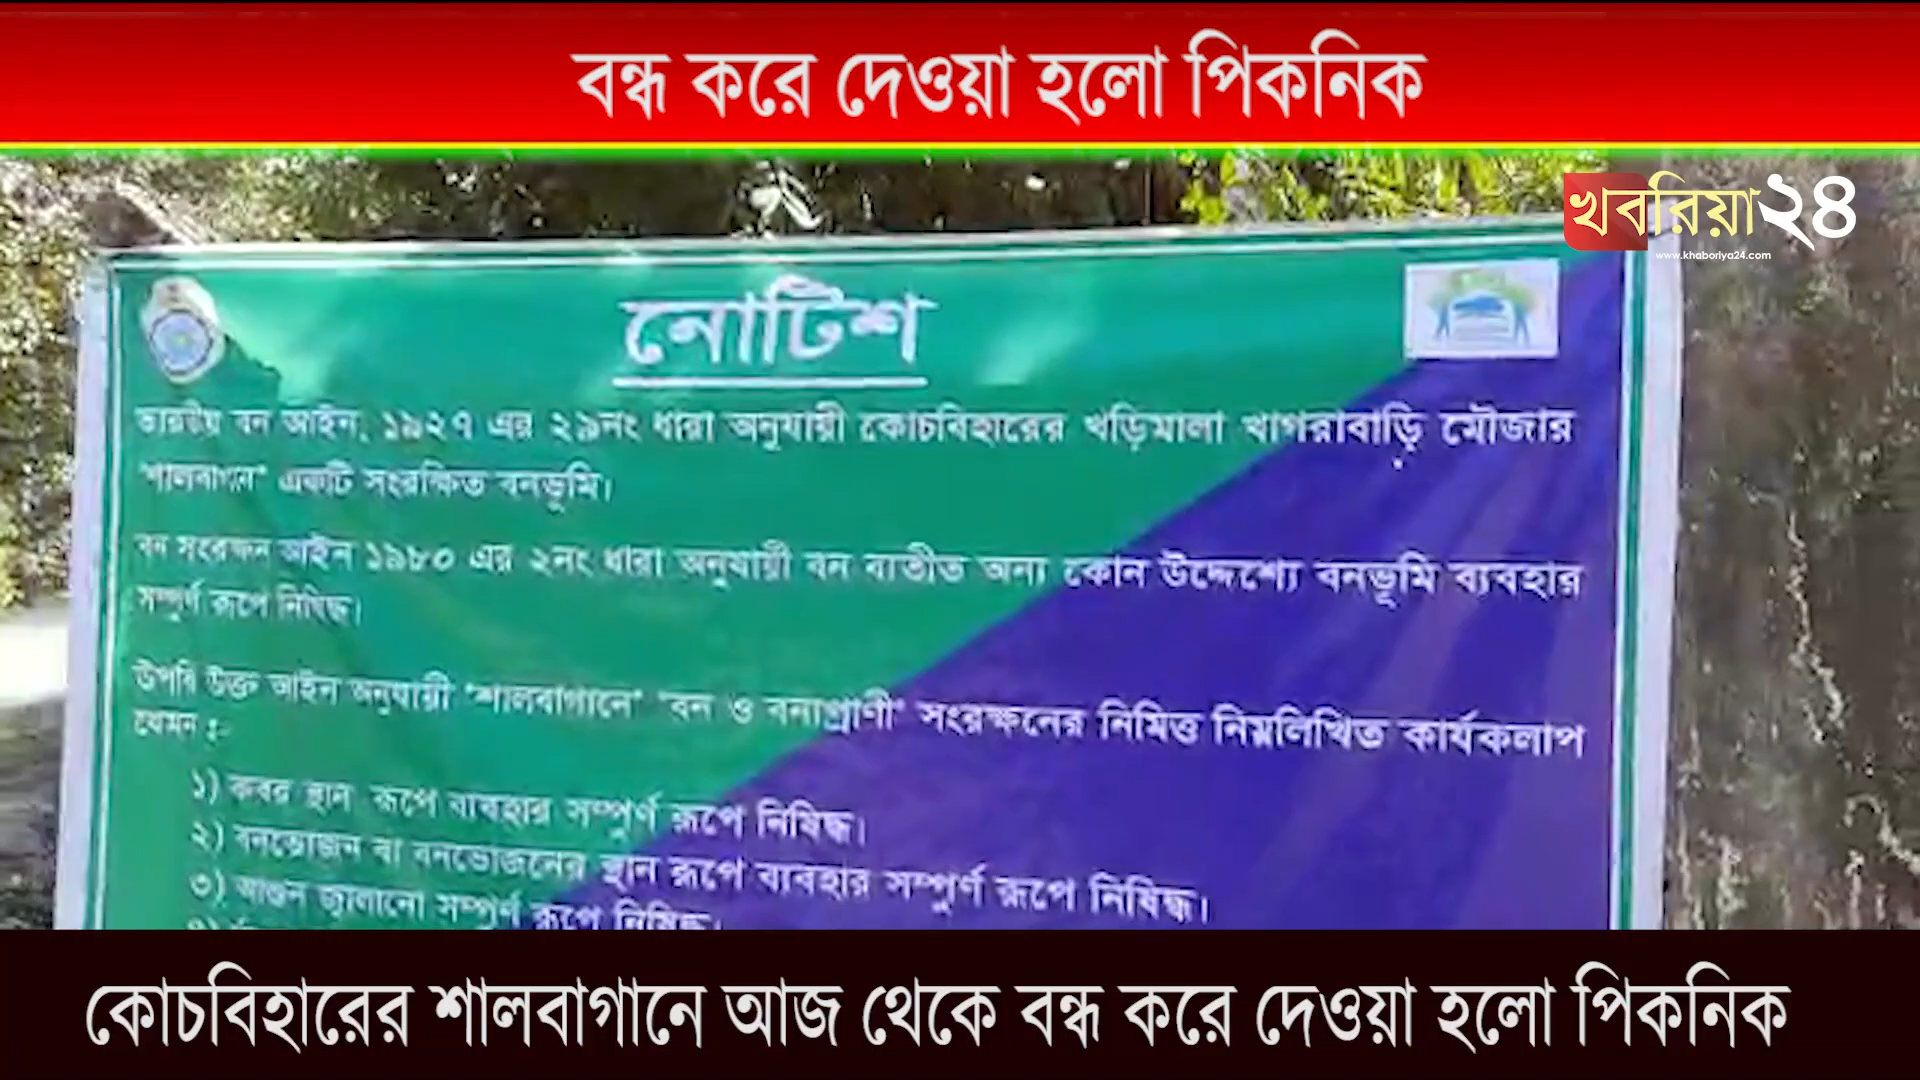 বন্ধ করে দেওয়া হলো পিকনিক
খবরিয়া ২৪
www.khaboriya24.com
নোটিশ
ভারতীয় বন আইন, ১৯২৭ এর ২৯নং ধারা অনুযায়ী কোচবিহারের খড়িমালা খাগরাবাড়ি মৌজার
"শালবাগান" একটি সংরক্ষিত বনভূমি।
বন সংরক্ষন আইন ১৯৮০ এর ২নং ধারা অনুযায়ী বন ব্যতীত অন্য কোন উদ্দেশ্যে বনভূমি ব্যবহার
সম্পুর্ণ রূপে নিষিদ্ধ।
উপরি উক্ত আইন অনুযায়ী "শালবাগানে" "বন ও বন্যপ্রাণী" সংরক্ষনের নিমিত্ত নিম্নলিখিত কার্যকলাপ
যেমন :-
১) কবর স্থান রূপে ব্যবহার সম্পুর্ণ রূপে নিষিদ্ধ।
২) বনভোজন বা বনভোজনের স্থান রূপে ব্যবহার সম্পুর্ণ রূপে নিষিদ্ধ।
৩) আগুন জ্বালানো সম্পুর্ণ রূপে নিষিদ্ধ।
কোচবিহারের শালবাগানে আজ থেকে বন্ধ করে দেওয়া হলো পিকনিক